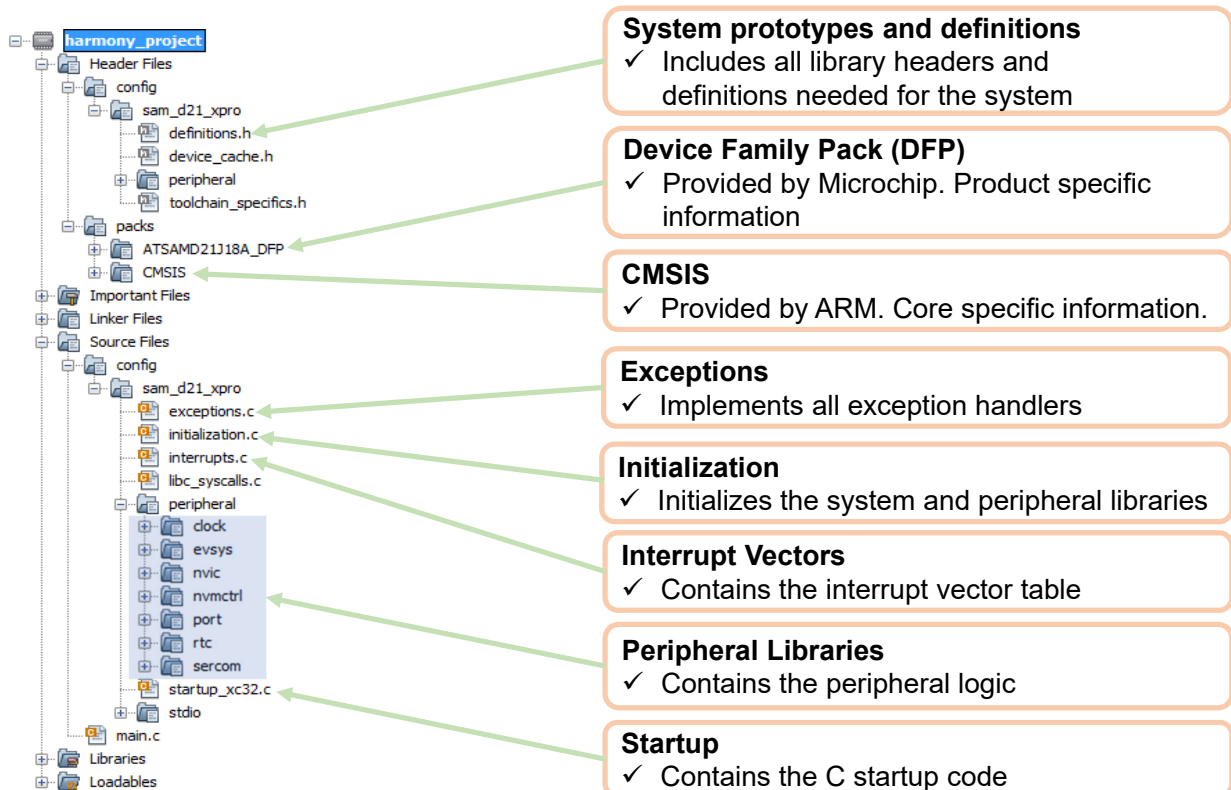 harmony_project
Header Files
config
sam_d21_xpro
definitions.h
device_cache.h
peripheral
toolchain_specifics.h
packs
ATSAMD21J18A_DFP
CMSIS
Important Files
Linker Files
Source Files
config
sam_d21_xpro
exceptions.c
initialization.c
interrupts.c
libc_syscalls.c
peripheral
clock
evsys
nvic
nvmctrl
port
rtc
sercom
startup_xc32.c
stdio
main.c
Libraries
Loadables
System prototypes and definitions
✓ Includes all library headers and
definitions needed for the system
Device Family Pack (DFP)
✓ Provided by Microchip. Product specific
information
CMSIS
✓ Provided by ARM. Core specific information.
Exceptions
✓ Implements all exception handlers
Initialization
✓ Initializes the system and peripheral libraries
Interrupt Vectors
✓ Contains the interrupt vector table
Peripheral Libraries
✓ Contains the peripheral logic
Startup
✓ Contains the C startup code